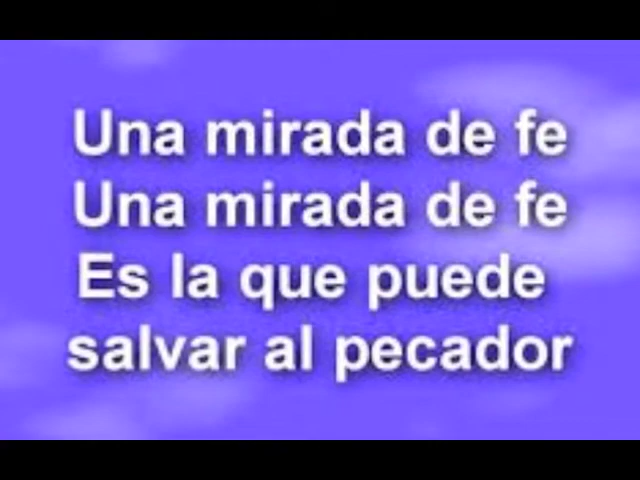 Una mirada de fe
Una mirada de fe
Es la que puede
salvar al pecador